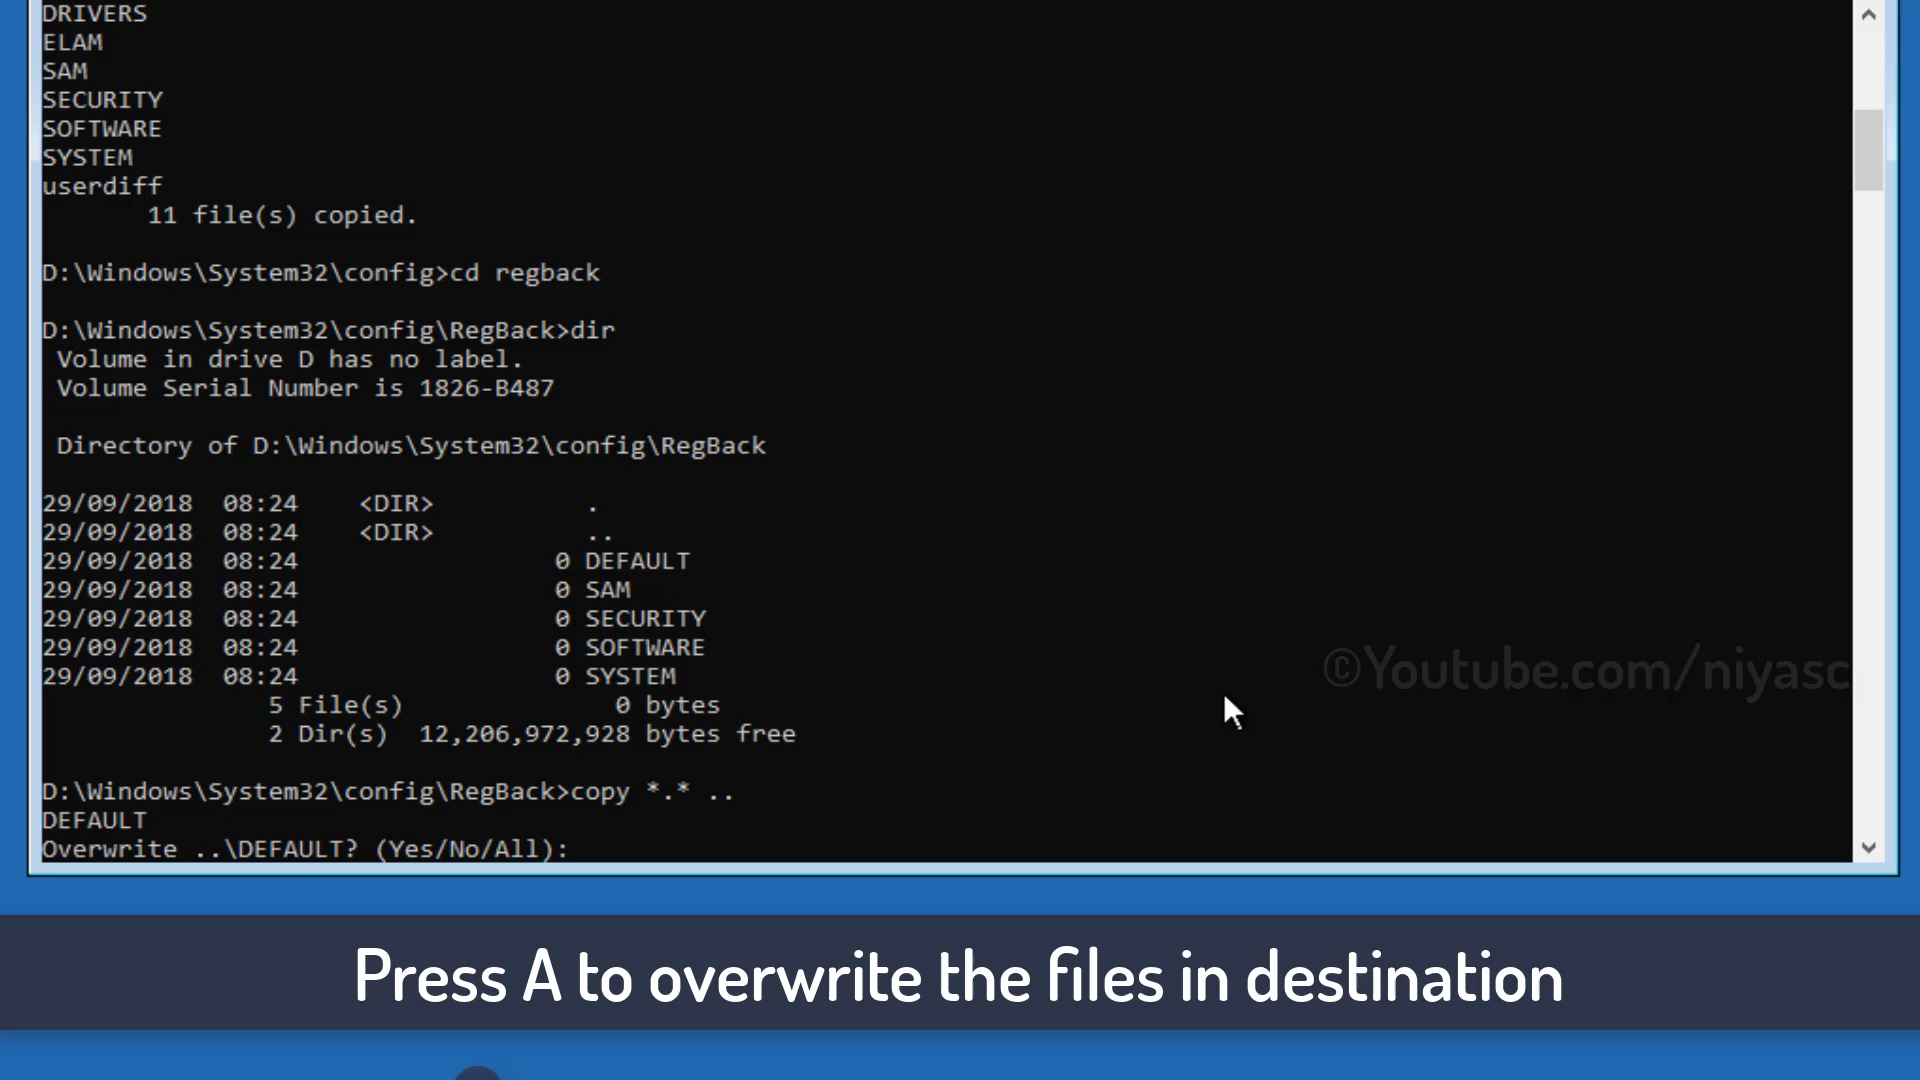 DRIVERS
ELAM
SAM
SECURITY
SOFTWARE
SYSTEM
userdiff
11 file(s) copied.
D:\Windows\System32\config>cd regback
D:\Windows\System32\config\RegBack>dir
Volume in drive D has no label.
Volume Serial Number is 1826-B487
Directory of D:\Windows\System32\config\RegBack
29/09/2018 08:24 <DIR> .
29/09/2018 08:24 <DIR> ..
29/09/2018 08:24 0 DEFAULT
29/09/2018 08:24 0 SAM
29/09/2018 08:24 0 SECURITY
29/09/2018 08:24 0 SOFTWARE
29/09/2018 08:24 0 SYSTEM
5 File(s) 0 bytes
2 Dir(s) 12,206,972,928 bytes free
D:\Windows\System32\config\RegBack>copy *.* ..
DEFAULT
Overwrite ..\DEFAULT? (Yes/No/All):
©Youtube.com/niyasc
Press A to overwrite the files in destination